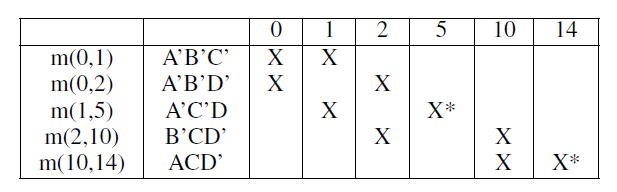 0 1 2 5 10 14
m(0,1) A'B'C' X X
m(0,2) A'B'D' X X
m(1,5) A'C'D X X*
m(2,10) B'CD' X X
m(10,14) ACD' X X*